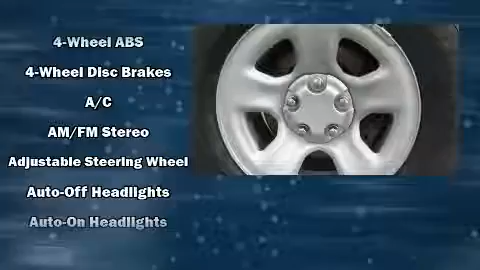 4-Wheel ABS
4-Wheel Disc Brakes
A/C
AM/FM Stereo
Adjustable Steering Wheel
Auto-Off Headlights
Auto-On Headlights